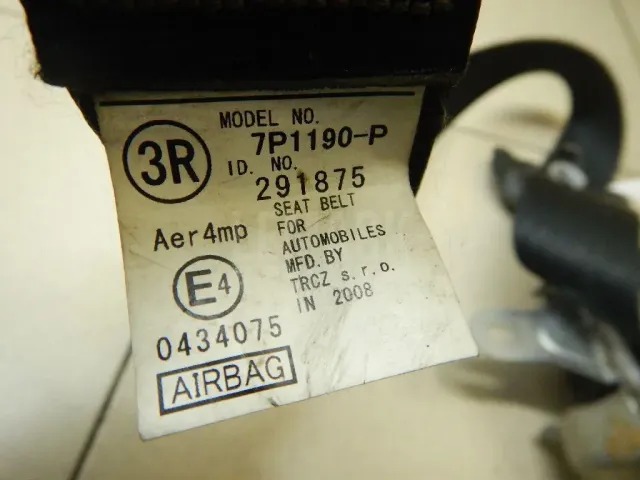 MODEL NO.
7P1190-P
3R
ID. NO.
291875
Aer4mp
SEAT BELT
FOR
AUTOMOBILES
MFD. BY
TRCZ s.r.o.
IN 2008
E4
0434075
AIRBAG